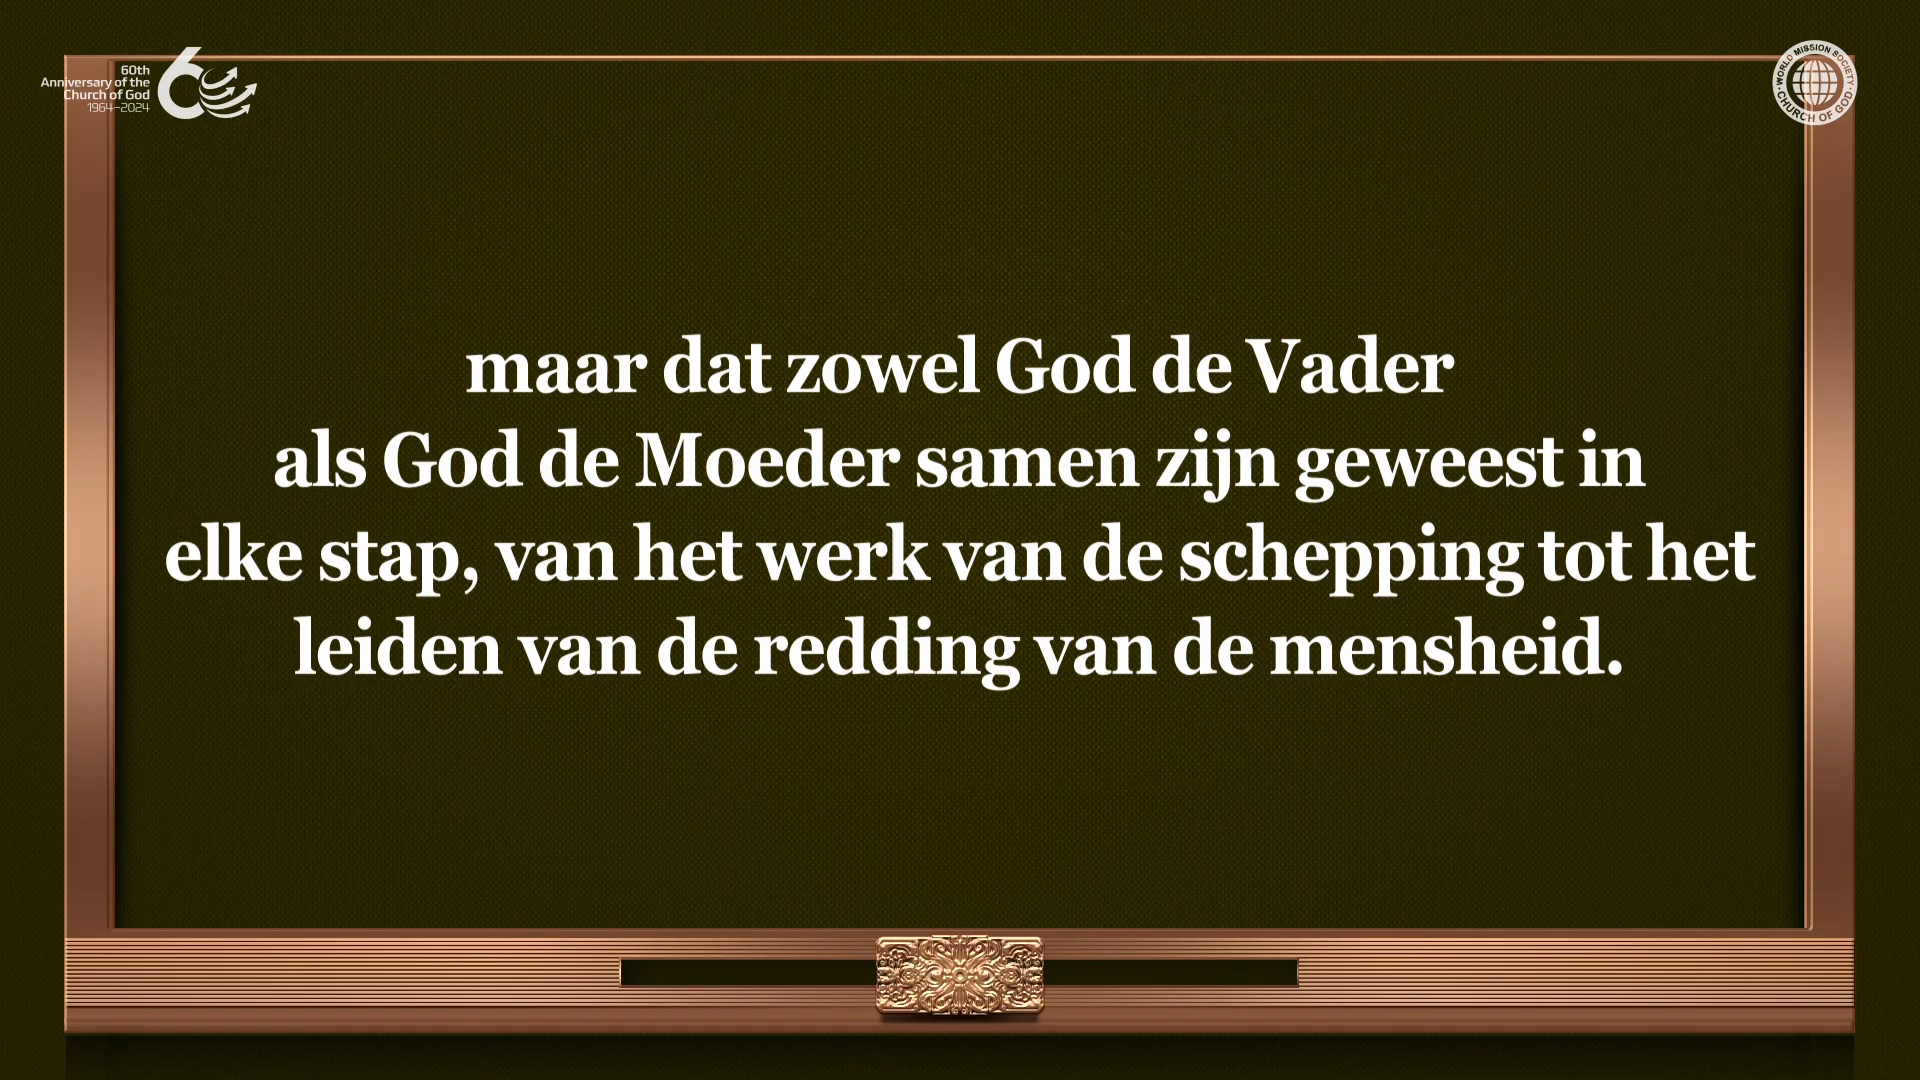 60th
Anniversary of the
Church of God
1964–2024
60
WORLD MISSION SOCIETY
CHURCH OF GOD
maar dat zowel God de Vader
als God de Moeder samen zijn geweest in
elke stap, van het werk van de schepping tot het
leiden van de redding van de mensheid.